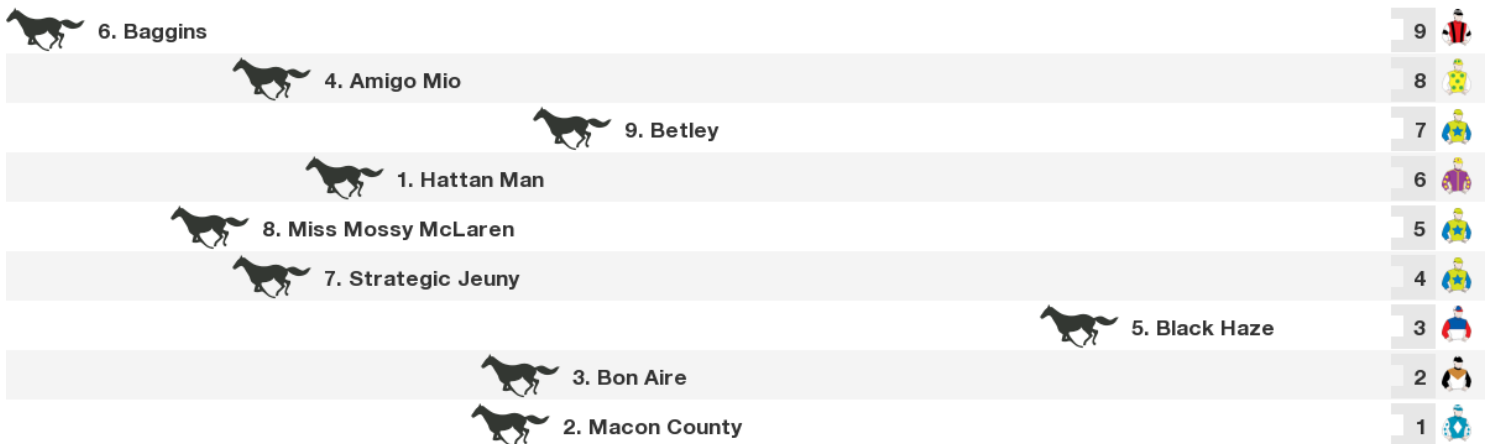 6. Baggins 9
4. Amigo Mio 8
9. Betley 7
1. Hattan Man 6
8. Miss Mossy McLaren 5
7. Strategic Jeuny 4
5. Black Haze 3
3. Bon Aire 2
2. Macon County 1